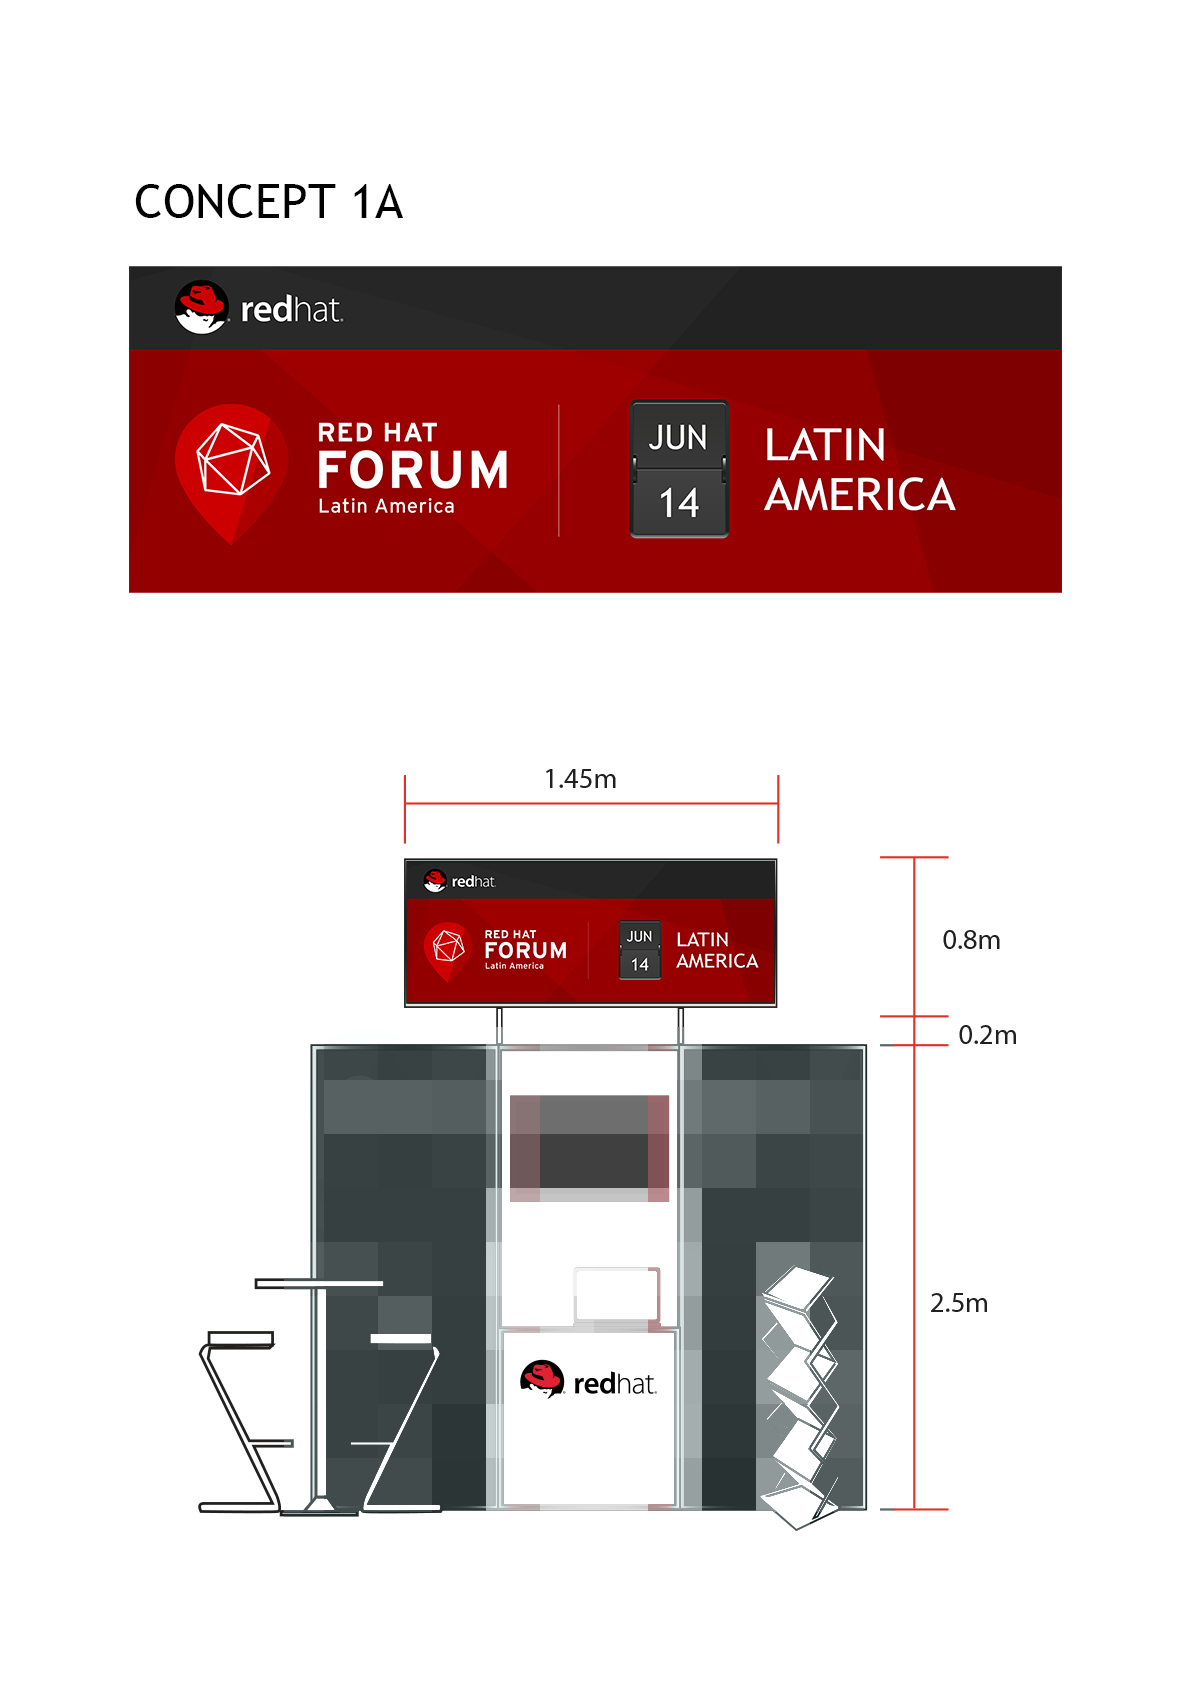 CONCEPT 1A
redhat.
RED HAT
FORUM
Latin America
JUN
14
LATIN
AMERICA
1.45m
redhat.
RED HAT
FORUM
Latin America
JUN
14
LATIN
AMERICA
0.8m
0.2m
2.5m
redhat.